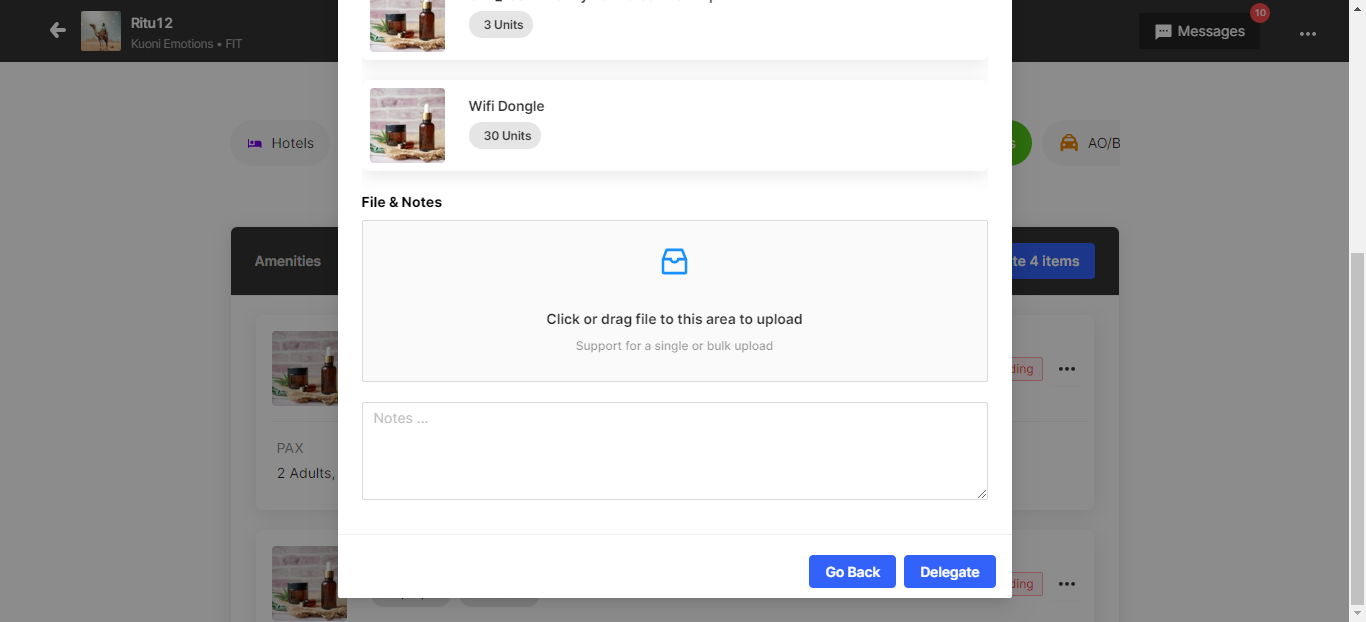 Ritu12
Kuoni Emotions • FIT
Messages
10
3 Units
Wifi Dongle
30 Units
Hotels
AO/B
File & Notes
Amenities
te 4 items
Click or drag file to this area to upload
Support for a single or bulk upload
ding
Notes ...
PAX
2 Adults,
Go Back
Delegate
ding